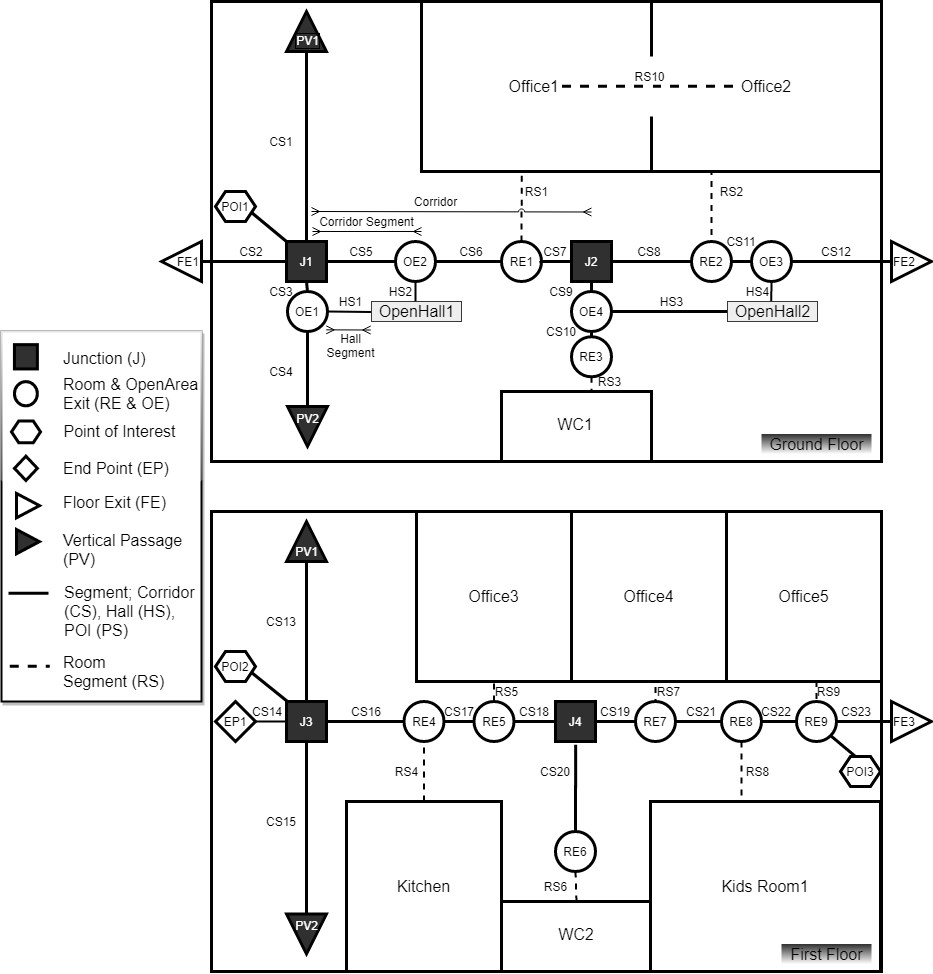 PV1
Office1
RS10
Office2
CS1
RS1
RS2
POI1
Corridor
Corridor Segment
FE1
CS2
J1
CS5
OE2
CS6
RE1
CS7
J2
CS8
RE2
CS11
OE3
CS12
FE2
CS3
HS1
HS2
CS9
HS3
HS4
OE1
OpenHall1
OE4
OpenHall2
Hall
Segment
CS10
RE3
CS4
RS3
PV2
WC1
Ground Floor
Junction (J)
Room & OpenArea
Exit (RE & OE)
Point of Interest
End Point (EP)
Floor Exit (FE)
Vertical Passage
(PV)
Segment; Corridor
(CS), Hall (HS),
POI (PS)
Room
Segment (RS)
PV1
Office3
Office4
Office5
CS13
POI2
RS5
RS7
RS9
EP1
CS14
J3
CS16
RE4
CS17
RE5
CS18
J4
CS19
RE7
CS21
RE8
CS22
RE9
CS23
FE3
RS4
CS20
RS8
POI3
CS15
RE6
Kitchen
RS6
Kids Room1
PV2
WC2
First Floor